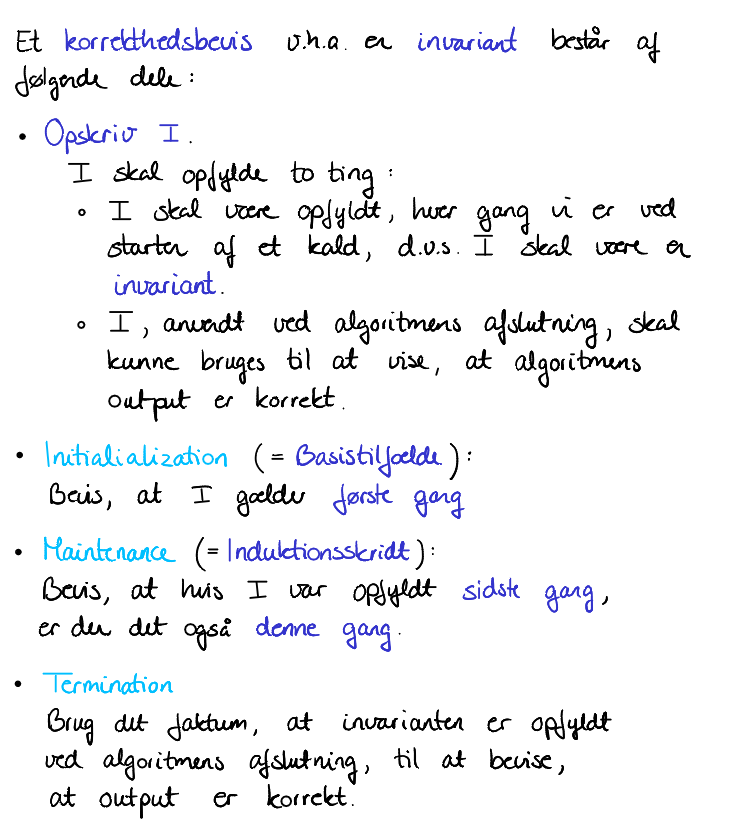 Et korrekthedsbevis v.h.a. en invariant består af
følgende dele:
• Opskriv I.
I skal opfylde to ting:
∘ I skal være opfyldt, hver gang vi er ved
starten af et kald, d.v.s. I skal være en
invariant.
∘ I, anvendt ved algoritmens afslutning, skal
kunne bruges til at vise, at algoritmens
output er korrekt.
• Initialialization (= Basistilfælde):
Bevis, at I gælder første gang
• Maintenance (= Induktionsskridt):
Bevis, at hvis I var opfyldt sidste gang,
er den det også denne gang.
• Termination
Brug det faktum, at invarianten er opfyldt
ved algoritmens afslutning, til at bevise,
at output er korrekt.